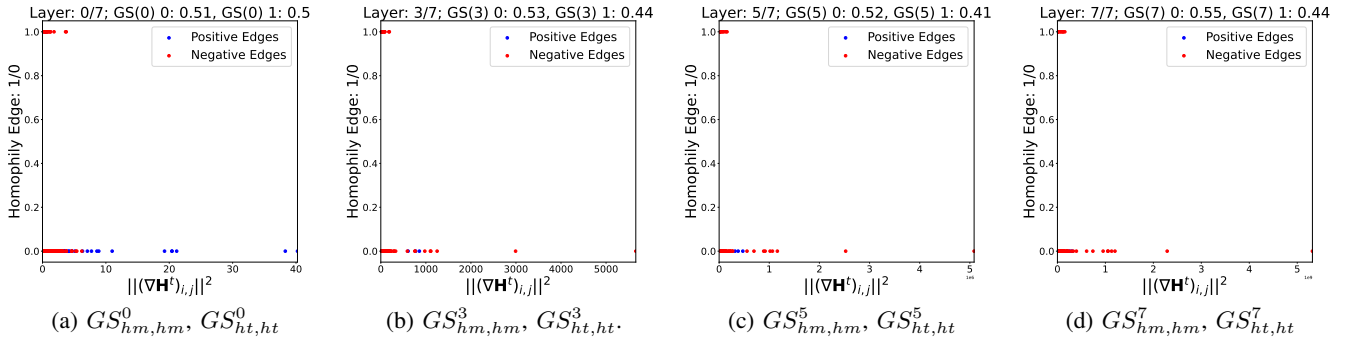 Layer: 0/7; GS(0) 0: 0.51, GS(0) 1: 0.5
Homophily Edge: 1/0
1.0
0.8
0.6
0.4
0.2
0.0
Positive Edges
Negative Edges
0 10 20 30 40
||(∇H^t)_{i,j}||^2
(a) GS^0_{hm,hm}, GS^0_{ht,ht}
Layer: 3/7; GS(3) 0: 0.53, GS(3) 1: 0.44
Homophily Edge: 1/0
1.0
0.8
0.6
0.4
0.2
0.0
Positive Edges
Negative Edges
0 1000 2000 3000 4000 5000
||(∇H^t)_{i,j}||^2
(b) GS^3_{hm,hm}, GS^3_{ht,ht}.
Layer: 5/7; GS(5) 0: 0.52, GS(5) 1: 0.41
Homophily Edge: 1/0
1.0
0.8
0.6
0.4
0.2
0.0
Positive Edges
Negative Edges
0 1 2 3 4 5
||(∇H^t)_{i,j}||^2
(c) GS^5_{hm,hm}, GS^5_{ht,ht}
Layer: 7/7; GS(7) 0: 0.55, GS(7) 1: 0.44
Homophily Edge: 1/0
1.0
0.8
0.6
0.4
0.2
0.0
Positive Edges
Negative Edges
0 1 2 3 4 5
||(∇H^t)_{i,j}||^2
(d) GS^7_{hm,hm}, GS^7_{ht,ht}